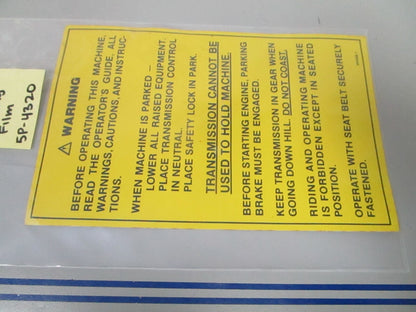 WARNING
BEFORE OPERATING THIS MACHINE,
READ THE OPERATOR'S GUIDE, ALL
WARNINGS, CAUTIONS, AND INSTRUC-
TIONS.
WHEN MACHINE IS PARKED –
LOWER ALL RAISED EQUIPMENT.
PLACE TRANSMISSION CONTROL
IN NEUTRAL.
PLACE SAFETY LOCK IN PARK.
TRANSMISSION CANNOT BE
USED TO HOLD MACHINE.
BEFORE STARTING ENGINE, PARKING
BRAKE MUST BE ENGAGED.
KEEP TRANSMISSION IN GEAR WHEN
GOING DOWN HILL. DO NOT COAST.
RIDING AND OPERATING MACHINE
IS FORBIDDEN EXCEPT IN SEATED
POSITION.
OPERATE WITH SEAT BELT SECURELY
FASTENED.
Film
5P-4320